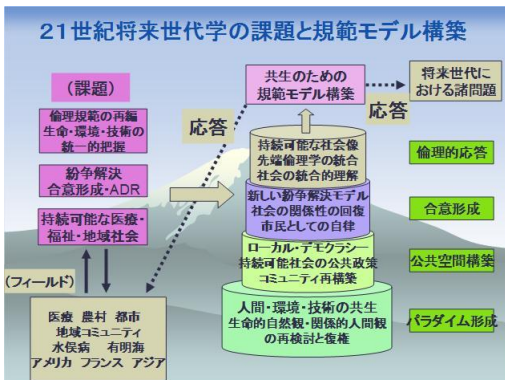 21世紀将来世代学の課題と規範モデル構築
(課題)
倫理規範の再編
生命・環境・技術の
統一的把握
紛争解決
合意形成・ADR
持続可能な医療・
福祉・地域社会
(フィールド)
医療 農村 都市
地域コミュニティ
水俣病 有明海
アメリカ フランス アジア
応答
共生のための
規範モデル構築
応答
将来世代に
おける諸問題
持続可能な社会像
先端倫理学の統合
社会の統合的理解
倫理的応答
新しい紛争解決モデル
社会の関係性の回復
市民としての自律
合意形成
ローカル・デモクラシー
持続可能社会の公共政策
コミュニティ再構築
公共空間構築
人間・環境・技術の共生
生命的自然観・関係的人間観
の再検討と復権
パラダイム形成